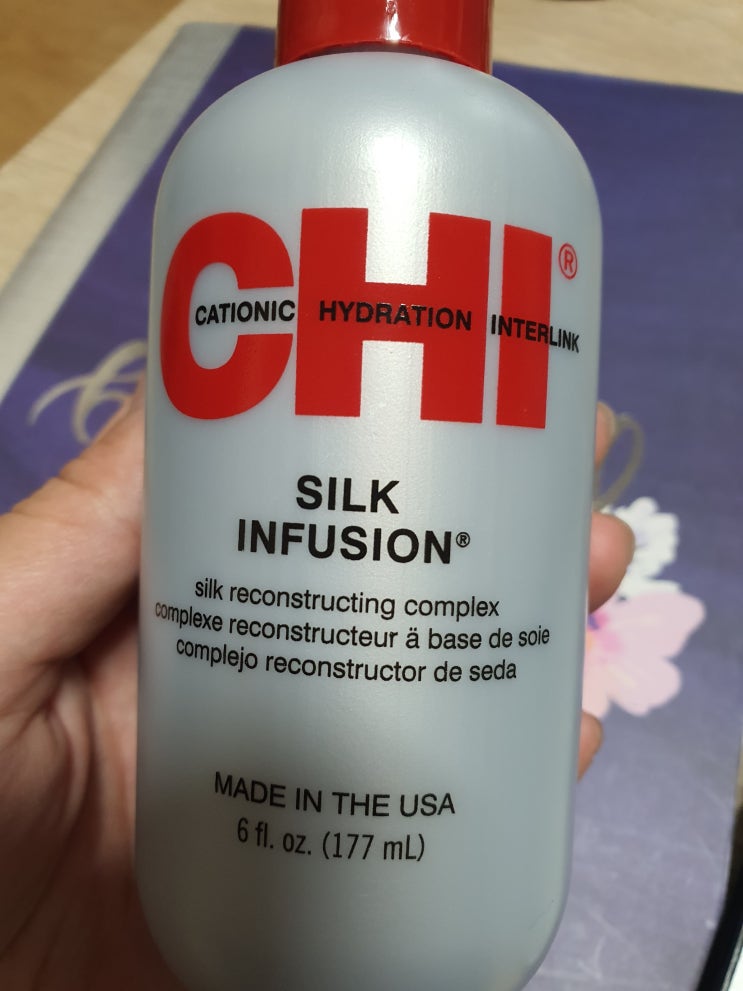 CHI®
CATIONIC HYDRATION INTERLINK
SILK
INFUSION®
silk reconstructing complex
complexe reconstructeur ä base de soie
complejo reconstructor de seda
MADE IN THE USA
6 fl. oz. (177 mL)